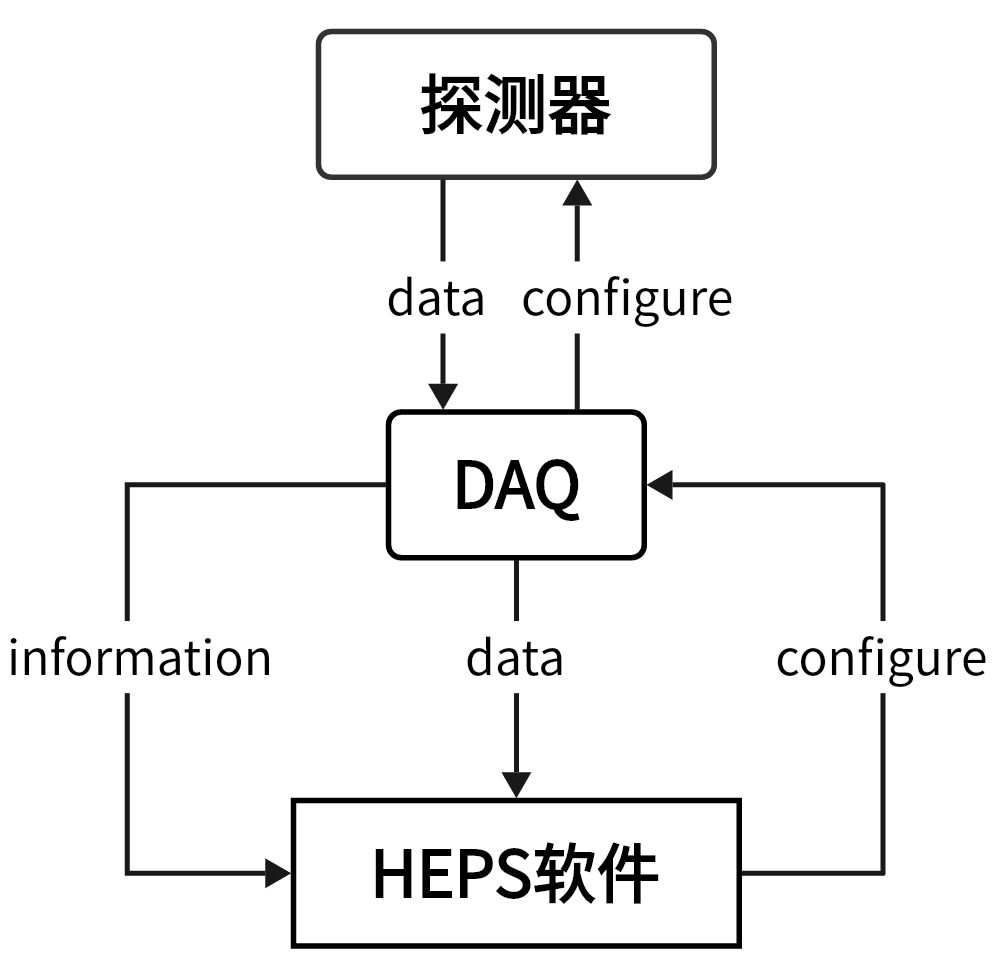 探测器
data
configure
DAQ
information
data
configure
HEPS软件